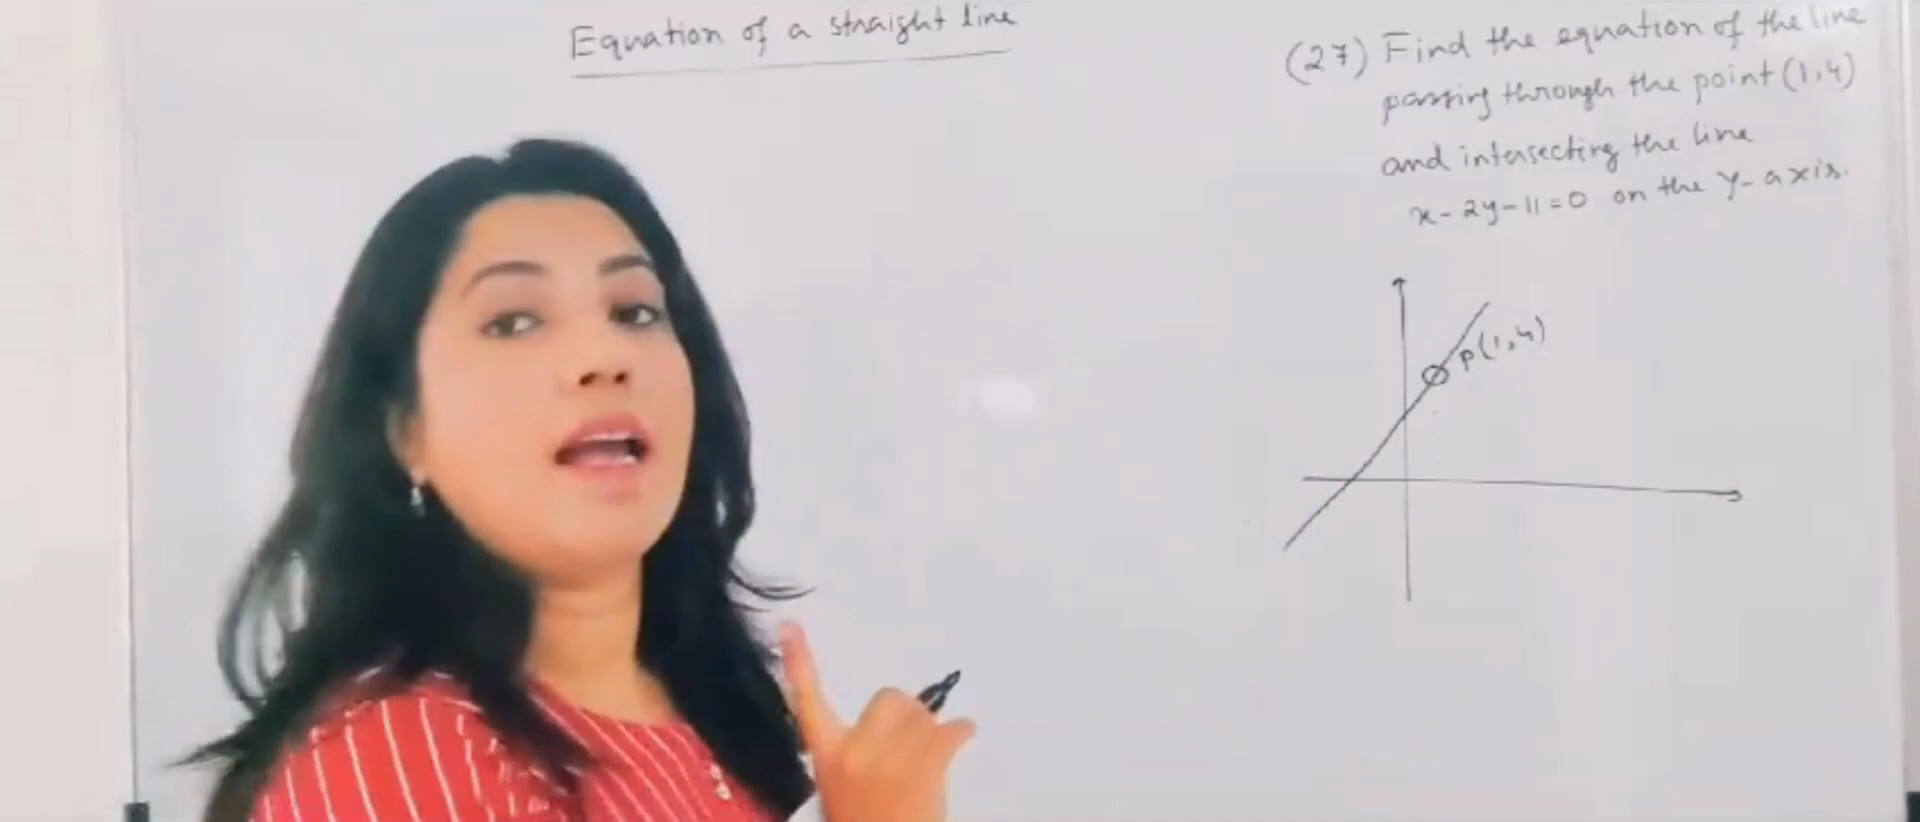 Equation of a straight line
(27) Find the equation of the line
passing through the point (1,4)
and intersecting the line
x-2y-11=0 on the y-axis.
P(1,4)